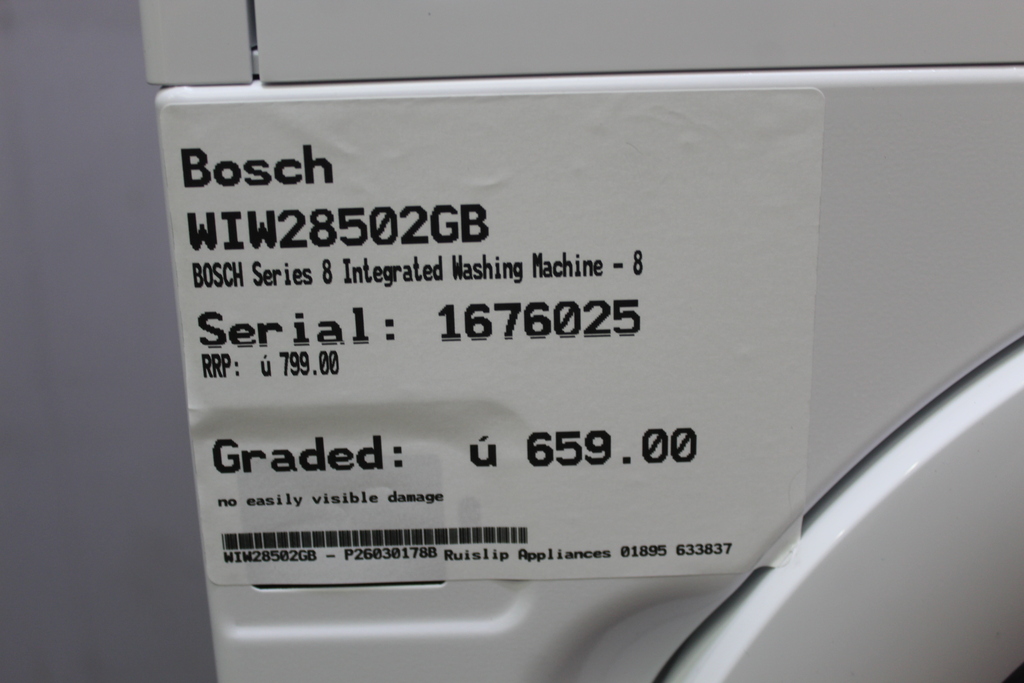 Bosch
WIW28502GB
BOSCH Series 8 Integrated Washing Machine - 8
Serial: 1676025
RRP: ú 799.00
Graded: ú 659.00
no easily visible damage
WIW28502GB - P26030178B Ruislip Appliances 01895 633837